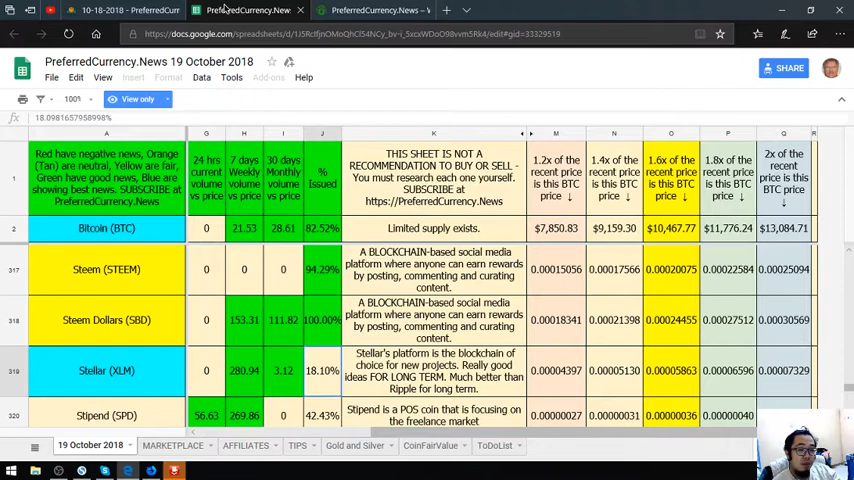 10-18-2018 - PreferredCurr
PreferredCurrency.News
PreferredCurrency.News – V
https://docs.google.com/spreadsheets/d/1J5RcfjnOMoQhCl54NCy_bv-i_5xcxWDoO98vvm5Rk4/edit#gid=33329519
PreferredCurrency.News 19 October 2018
File Edit View Insert Format Data Tools Add-ons Help
SHARE
100%
View only
18.0981657958998%
A G H I J K M N O P Q R
1
Red have negative news, Orange
(Tan) are neutral, Yellow are fair,
Green have good news, Blue are
showing best news. SUBSCRIBE at
PreferredCurrency.News
24 hrs
current
volume
vs price
7 days
Weekly
volume
vs price
30 days
Monthly
volume
vs price
%
Issued
THIS SHEET IS NOT A
RECOMMENDATION TO BUY OR SELL -
You must research each one yourself.
SUBSCRIBE at
https://PreferredCurrency.News
1.2x of the
recent
price is
this BTC
price ↓
1.4x of the
recent
price is
this BTC
price ↓
1.6x of the
recent
price is
this BTC
price ↓
1.8x of the
recent
price is
this BTC
price ↓
2x of the
recent
price is
this BTC
price
↓
2 Bitcoin (BTC) 0 21.53 28.61 82.52% Limited supply exists. $7,850.83 $9,159.30 $10,467.77 $11,776.24 $13,084.71
317 Steem (STEEM) 0 0 0 94.29%
A BLOCKCHAIN-based social media
platform where anyone can earn rewards
by posting, commenting and curating
content.
0.00015056 0.00017566 0.00020075 0.00022584 0.00025094
318 Steem Dollars (SBD) 0 153.31 111.82 100.00%
A BLOCKCHAIN-based social media
platform where anyone can earn rewards
by posting, commenting and curating
content.
0.00018341 0.00021398 0.00024455 0.00027512 0.00030569
319 Stellar (XLM) 0 280.94 3.12 18.10%
Stellar's platform is the blockchain of
choice for new projects. Really good
ideas FOR LONG TERM. Much better than
Ripple for long term.
0.00004397 0.00005130 0.00005863 0.00006596 0.00007329
320 Stipend (SPD) 56.63 269.86 0 42.43%
Stipend is a POS coin that is focusing on
the freelance market
0.00000027 0.00000031 0.00000036 0.00000040
19 October 2018 MARKETPLACE AFFILIATES TIPS Gold and Silver CoinFairValue ToDoList